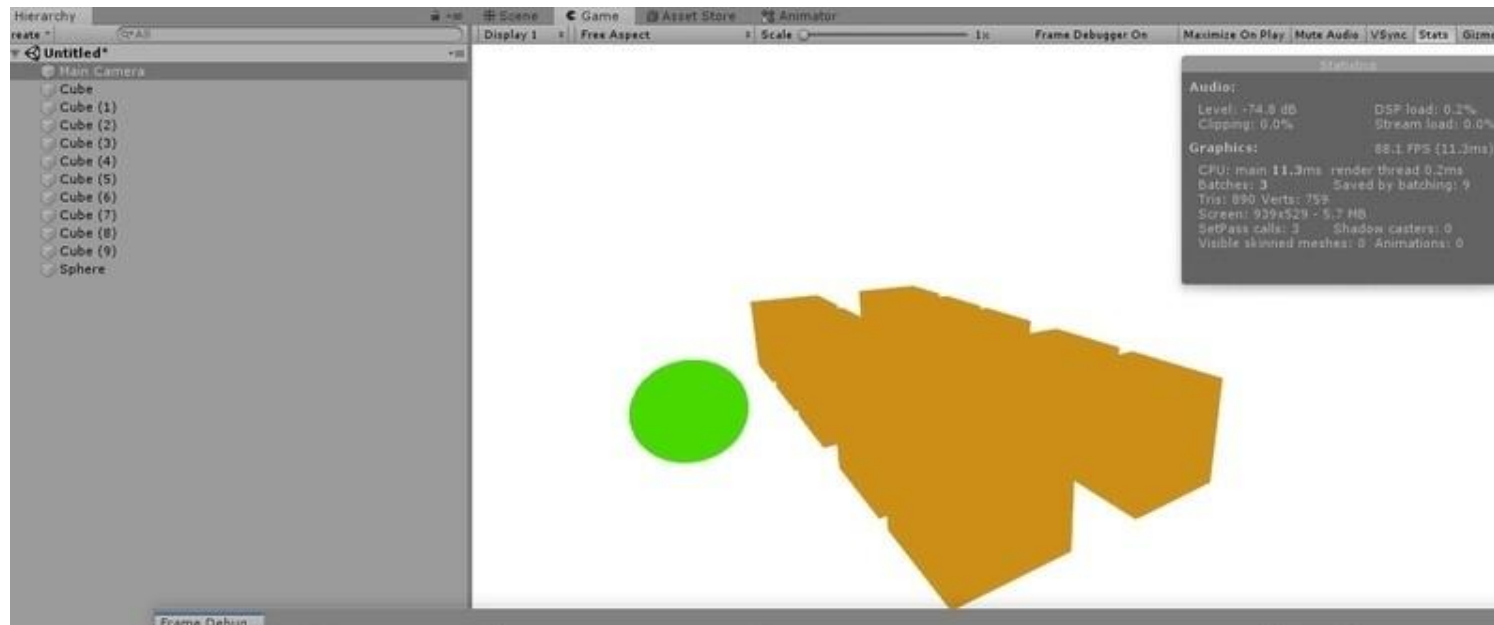 Hierarchy
reate
All
Untitled*
Main Camera
Cube
Cube (1)
Cube (2)
Cube (3)
Cube (4)
Cube (5)
Cube (6)
Cube (7)
Cube (8)
Cube (9)
Sphere
Scene Game Asset Store Animator
Display 1 Free Aspect Scale 1x Frame Debugger On Maximize On Play Mute Audio VSync Stats Gizm
Statistics
Audio:
Level: -74.8 dB DSP load: 0.2%
Clipping: 0.0% Stream load: 0.0%
Graphics: 88.1 FPS (11.3ms)
CPU: main 11.3ms render thread 0.2ms
Batches: 3 Saved by batching: 9
Tris: 890 Verts: 759
Screen: 939x529 - 5.7 MB
SetPass calls: 3 Shadow casters: 0
Visible skinned meshes: 0 Animations: 0
Frame Debug